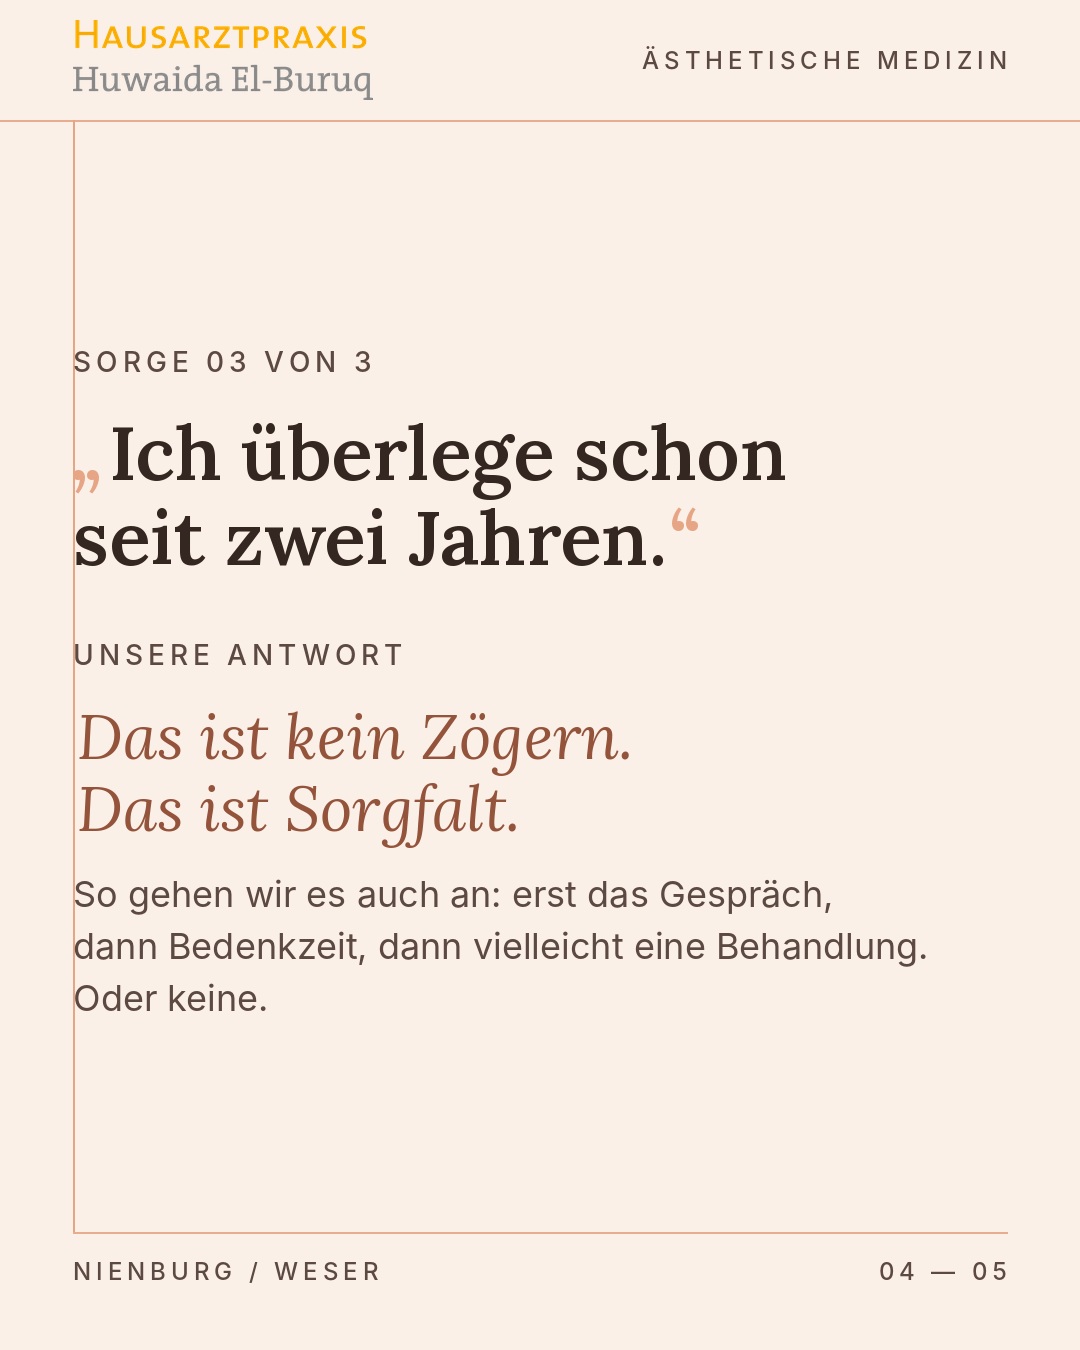 HAUSARZTPRAXIS
Huwaida El-Buruq
ÄSTHETISCHE MEDIZIN
SORGE 03 VON 3
„Ich überlege schon
seit zwei Jahren.“
UNSERE ANTWORT
Das ist kein Zögern.
Das ist Sorgfalt.
So gehen wir es auch an: erst das Gespräch,
dann Bedenkzeit, dann vielleicht eine Behandlung.
Oder keine.
NIENBURG / WESER
04 — 05